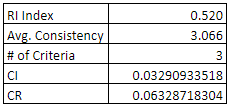 RI Index 0.520
Avg. Consistency 3.066
# of Criteria 3
CI 0.03290933518
CR 0.06328718304